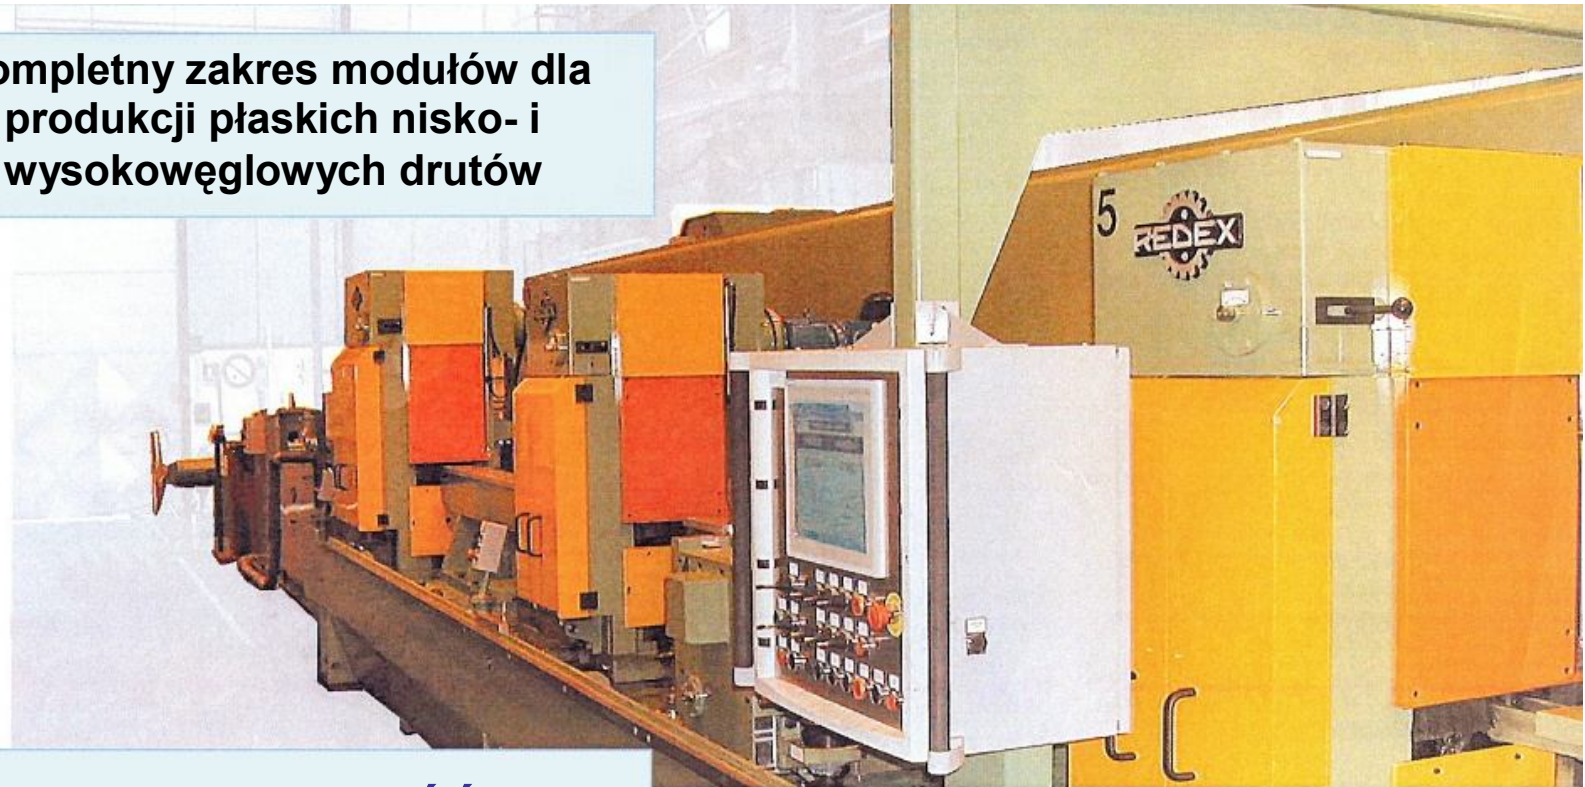 ompletny zakres modułów dla
produkcji płaskich nisko- i
wysokowęglowych drutów
5
REDEX